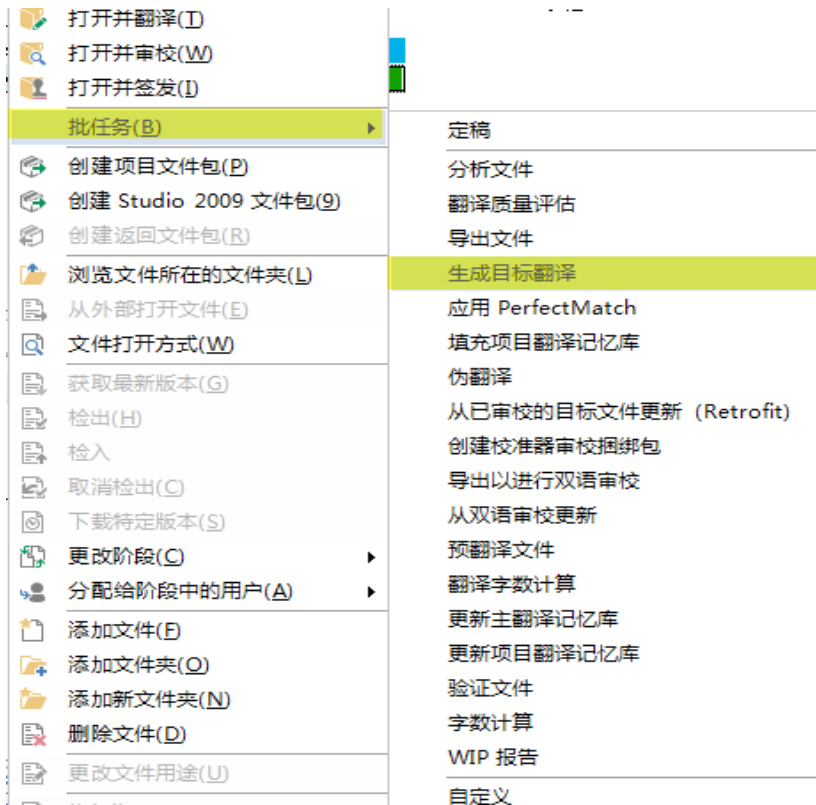 打开并翻译(T)
打开并审校(W)
打开并签发(I)
批任务(B)
创建项目文件包(P)
创建 Studio 2009 文件包(9)
创建返回文件包(R)
浏览文件所在的文件夹(L)
从外部打开文件(E)
文件打开方式(W)
获取最新版本(G)
检出(H)
检入
取消检出(C)
下载特定版本(S)
更改阶段(C)
分配给阶段中的用户(A)
添加文件(F)
添加文件夹(O)
添加新文件夹(N)
删除文件(D)
更改文件用途(U)
定稿
分析文件
翻译质量评估
导出文件
生成目标翻译
应用 PerfectMatch
填充项目翻译记忆库
伪翻译
从已审校的目标文件更新 (Retrofit)
创建校准器审校捆绑包
导出以进行双语审校
从双语审校更新
预翻译文件
翻译字数计算
更新主翻译记忆库
更新项目翻译记忆库
验证文件
字数计算
WIP 报告
自定义